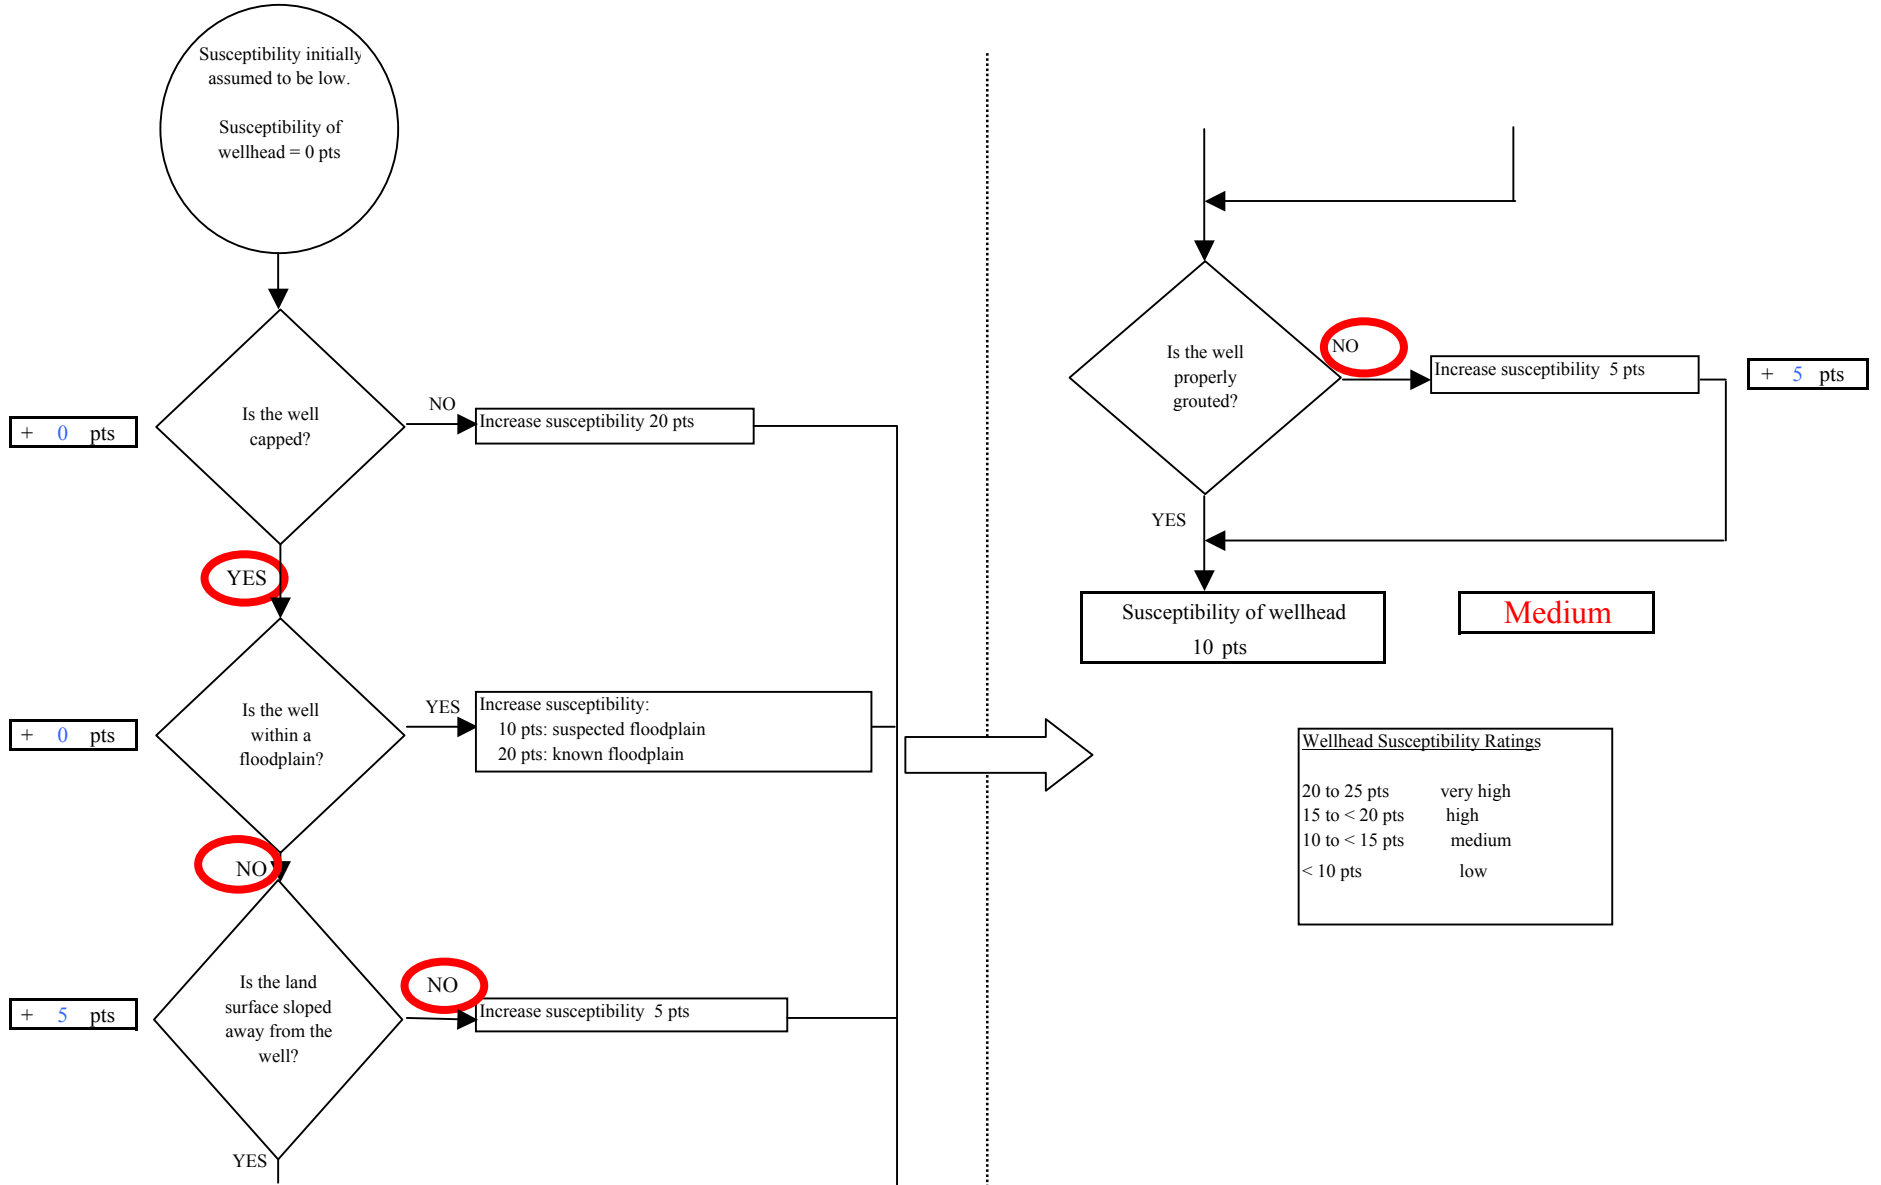 Susceptibility initially
assumed to be low.
Susceptibility of
wellhead = 0 pts
Is the well
capped?
NO
Increase susceptibility 20 pts
+ 0 pts
YES
Is the well
within a
floodplain?
YES
Increase susceptibility:
10 pts: suspected floodplain
20 pts: known floodplain
+ 0 pts
NO
Is the land
surface sloped
away from the
well?
NO
Increase susceptibility 5 pts
+ 5 pts
YES
Is the well
properly
grouted?
NO
Increase susceptibility 5 pts
+ 5 pts
YES
Susceptibility of wellhead
10 pts
Medium
Wellhead Susceptibility Ratings
20 to 25 pts very high
15 to < 20 pts high
10 to < 15 pts medium
< 10 pts low